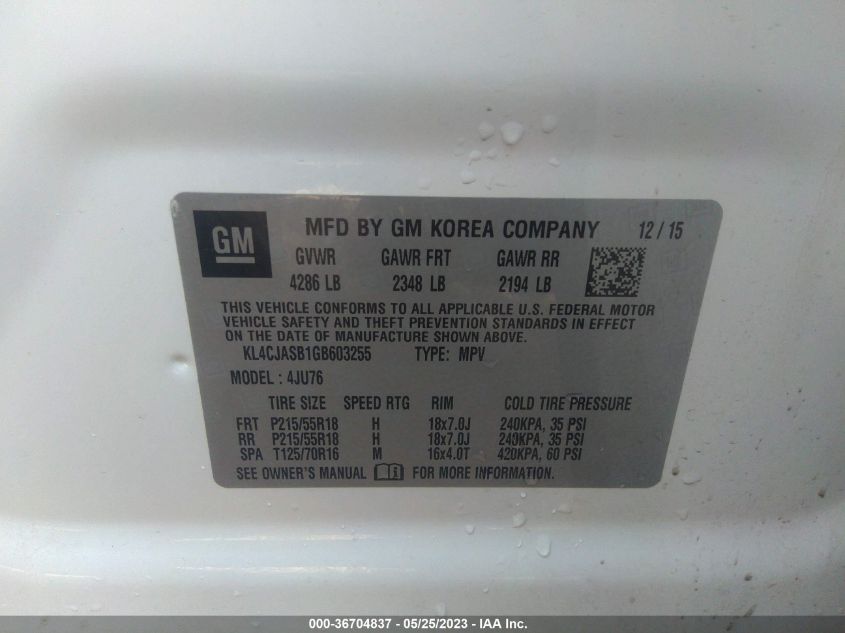 GM
MFD BY GM KOREA COMPANY 12 / 15
GVWR GAWR FRT GAWR RR
4286 LB 2348 LB 2194 LB
THIS VEHICLE CONFORMS TO ALL APPLICABLE U.S. FEDERAL MOTOR
VEHICLE SAFETY AND THEFT PREVENTION STANDARDS IN EFFECT
ON THE DATE OF MANUFACTURE SHOWN ABOVE.
KL4CJASB1GB603255 TYPE: MPV
MODEL : 4JU76
TIRE SIZE SPEED RTG RIM COLD TIRE PRESSURE
FRT P215/55R18 H 18x7.0J 240KPA, 35 PSI
RR P215/55R18 H 18x7.0J 240KPA, 35 PSI
SPA T125/70R16 M 16x4.0T 420KPA, 60 PSI
SEE OWNER'S MANUAL FOR MORE INFORMATION.
000-36704837 - 05/25/2023 - IAA Inc.